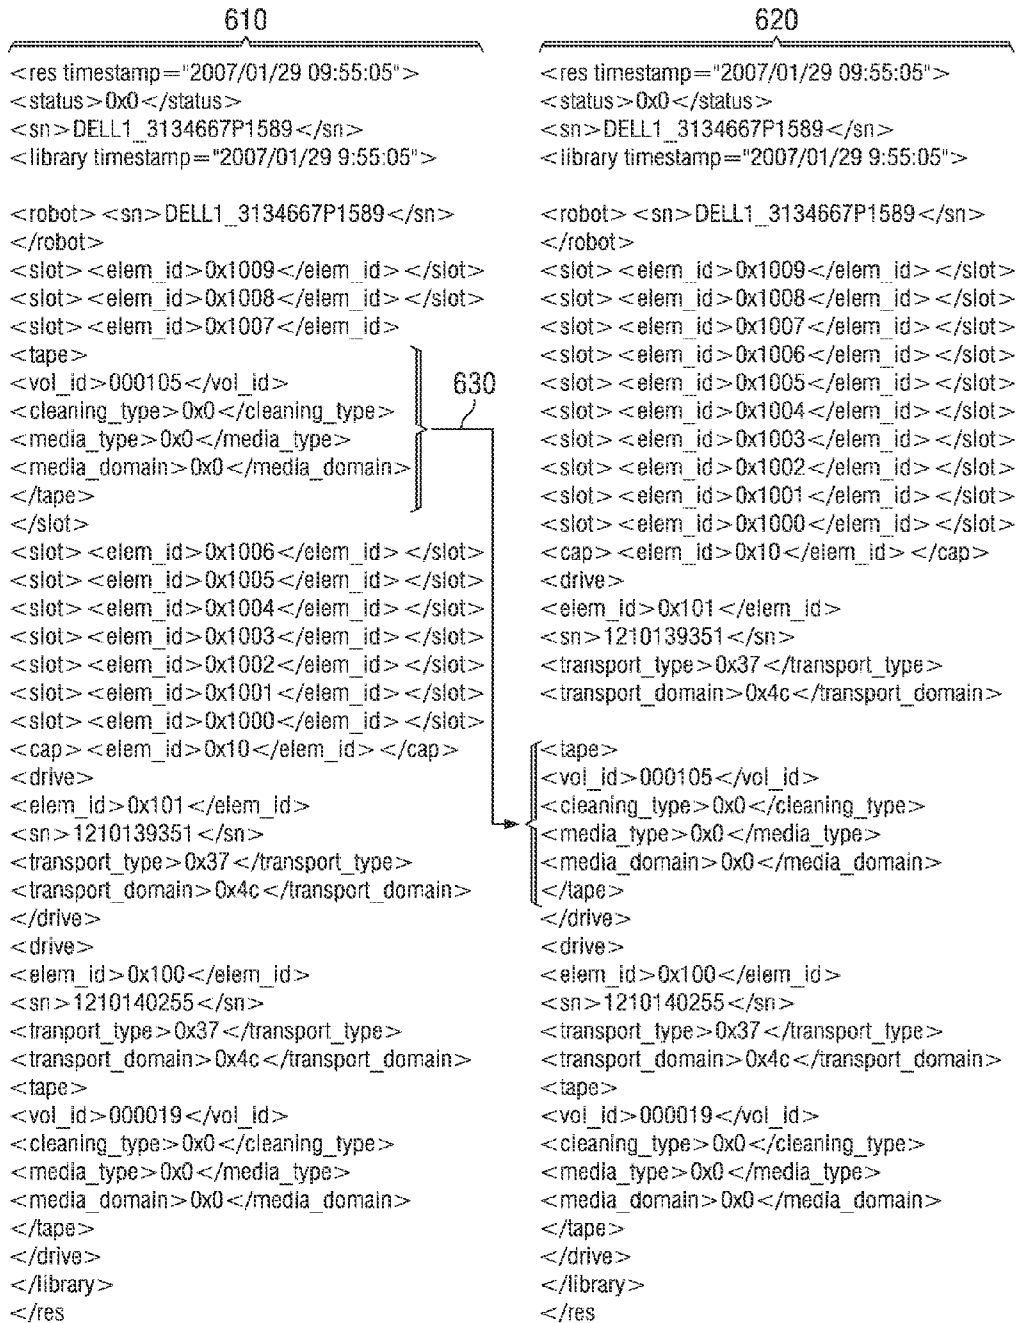 610
<res timestamp="2007/01/29 09:55:05">
<status>0x0</status>
<sn>DELL1_3134667P1589</sn>
<library timestamp="2007/01/29 9:55:05">
<robot><sn>DELL1_3134667P1589</sn>
</robot>
<slot><elem_id>0x1009</elem_id></slot>
<slot><elem_id>0x1008</elem_id></slot>
<slot><elem_id>0x1007</elem_id>
<tape>
<vol_id>000105</vol_id>
<cleaning_type>0x0</cleaning_type>
<media_type>0x0</media_type>
<media_domain>0x0</media_domain>
</tape>
</slot>
<slot><elem_id>0x1006</elem_id></slot>
<slot><elem_id>0x1005</elem_id></slot>
<slot><elem_id>0x1004</elem_id></slot>
<slot><elem_id>0x1003</elem_id></slot>
<slot><elem_id>0x1002</elem_id></slot>
<slot><elem_id>0x1001</elem_id></slot>
<slot><elem_id>0x1000</elem_id></slot>
<cap><elem_id>0x10</elem_id></cap>
<drive>
<elem_id>0x101</elem_id>
<sn>1210139351</sn>
<transport_type>0x37</transport_type>
<transport_domain>0x4c</transport_domain>
</drive>
<drive>
<elem_id>0x100</elem_id>
<sn>1210140255</sn>
<tranport_type>0x37</transport_type>
<transport_domain>0x4c</transport_domain>
<tape>
<vol_id>000019</vol_id>
<cleaning_type>0x0</cleaning_type>
<media_type>0x0</media_type>
<media_domain>0x0</media_domain>
</tape>
</drive>
</library>
</res
630
620
<res timestamp="2007/01/29 09:55:05">
<status>0x0</status>
<sn>DELL1_3134667P1589</sn>
<library timestamp="2007/01/29 9:55:05">
<robot><sn>DELL1_3134667P1589</sn>
</robot>
<slot><elem_id>0x1009</elem_id></slot>
<slot><elem_id>0x1008</elem_id></slot>
<slot><elem_id>0x1007</elem_id></slot>
<slot><elem_id>0x1006</elem_id></slot>
<slot><elem_id>0x1005</elem_id></slot>
<slot><elem_id>0x1004</elem_id></slot>
<slot><elem_id>0x1003</elem_id></slot>
<slot><elem_id>0x1002</elem_id></slot>
<slot><elem_id>0x1001</elem_id></slot>
<slot><elem_id>0x1000</elem_id></slot>
<cap><elem_id>0x10</elem_id></cap>
<drive>
<elem_id>0x101</elem_id>
<sn>1210139351</sn>
<transport_type>0x37</transport_type>
<transport_domain>0x4c</transport_domain>
<tape>
<vol_id>000105</vol_id>
<cleaning_type>0x0</cleaning_type>
<media_type>0x0</media_type>
<media_domain>0x0</media_domain>
</tape>
</drive>
<drive>
<elem_id>0x100</elem_id>
<sn>1210140255</sn>
<transport_type>0x37</transport_type>
<transport_domain>0x4c</transport_domain>
<tape>
<vol_id>000019</vol_id>
<cleaning_type>0x0</cleaning_type>
<media_type>0x0</media_type>
<media_domain>0x0</media_domain>
</tape>
</drive>
</library>
</res